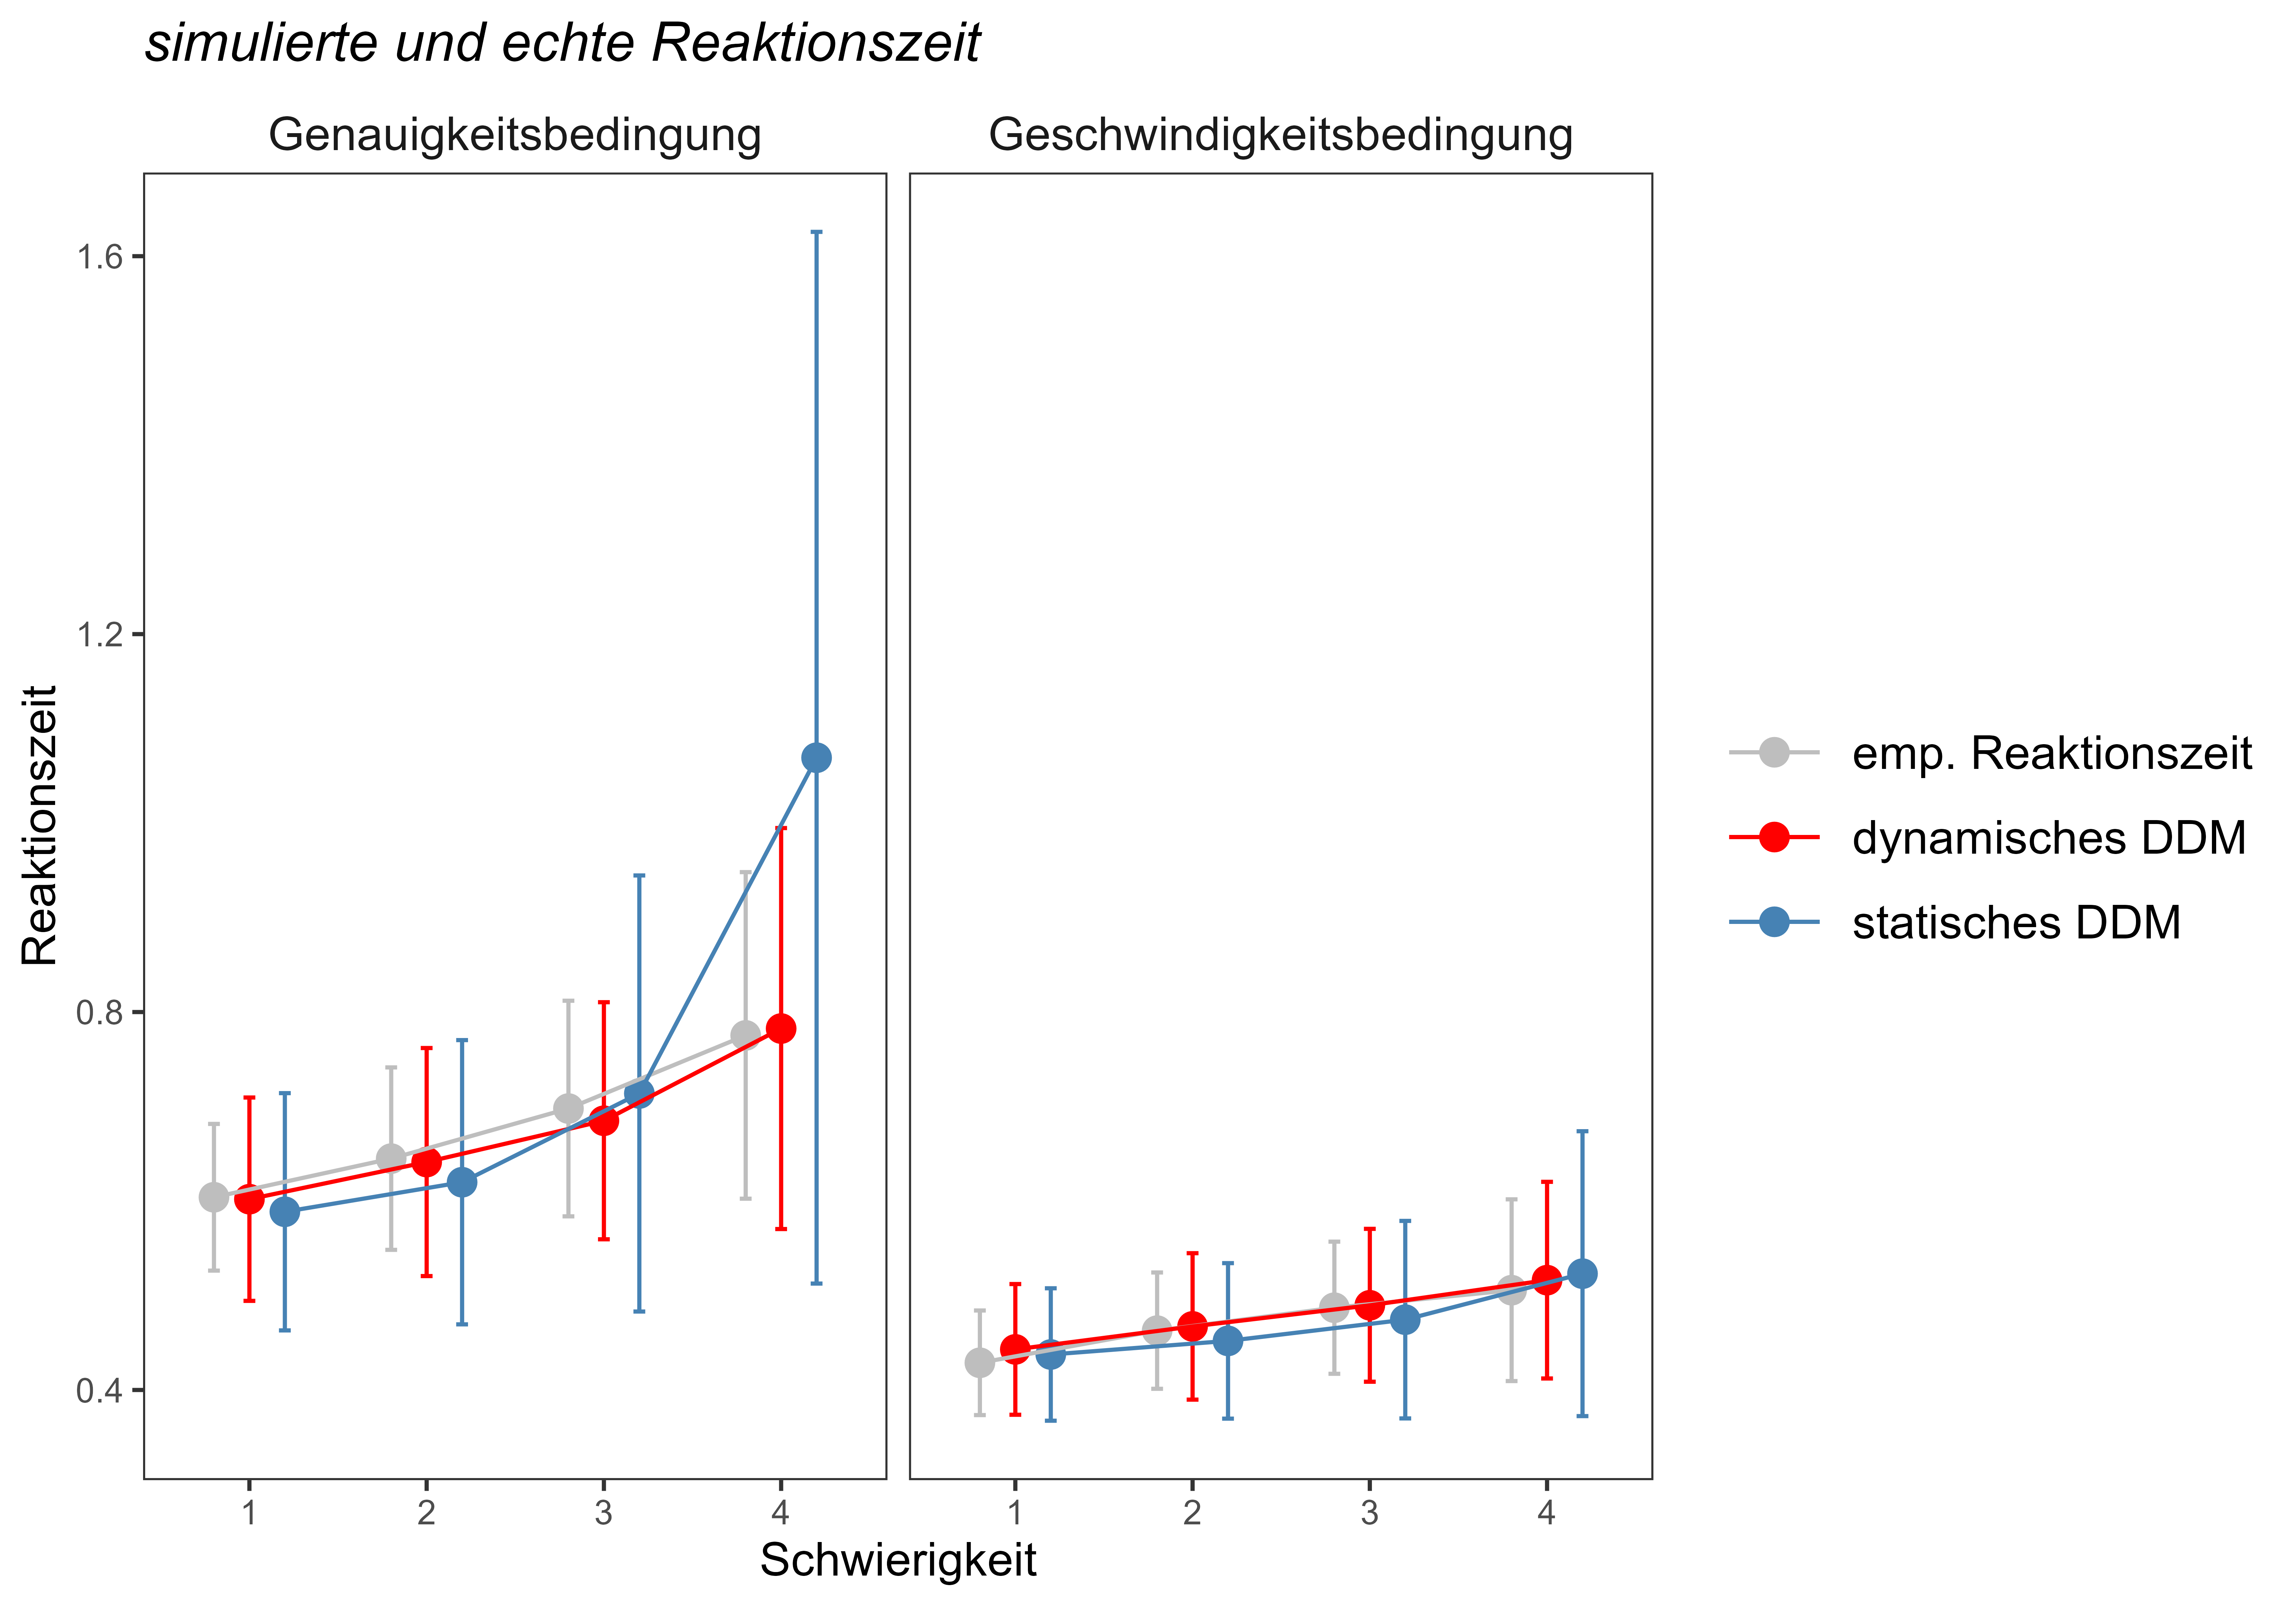 simulierte und echte Reaktionszeit
Genauigkeitsbedingung
Geschwindigkeitsbedingung
1.6
1.2
0.8
0.4
Reaktionszeit
1 2 3 4
1 2 3 4
Schwierigkeit
emp. Reaktionszeit
dynamisches DDM
statisches DDM